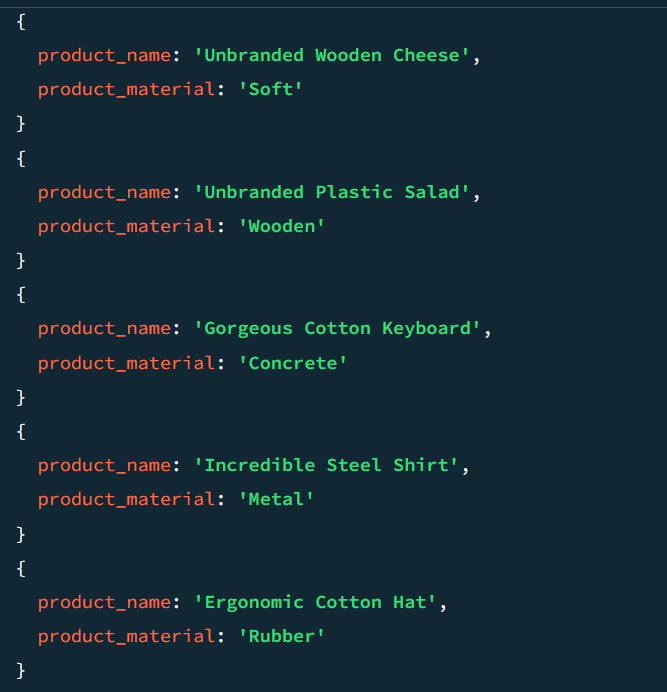 {
product_name: 'Unbranded Wooden Cheese',
product_material: 'Soft'
}
{
product_name: 'Unbranded Plastic Salad',
product_material: 'Wooden'
}
{
product_name: 'Gorgeous Cotton Keyboard',
product_material: 'Concrete'
}
{
product_name: 'Incredible Steel Shirt',
product_material: 'Metal'
}
{
product_name: 'Ergonomic Cotton Hat',
product_material: 'Rubber'
}